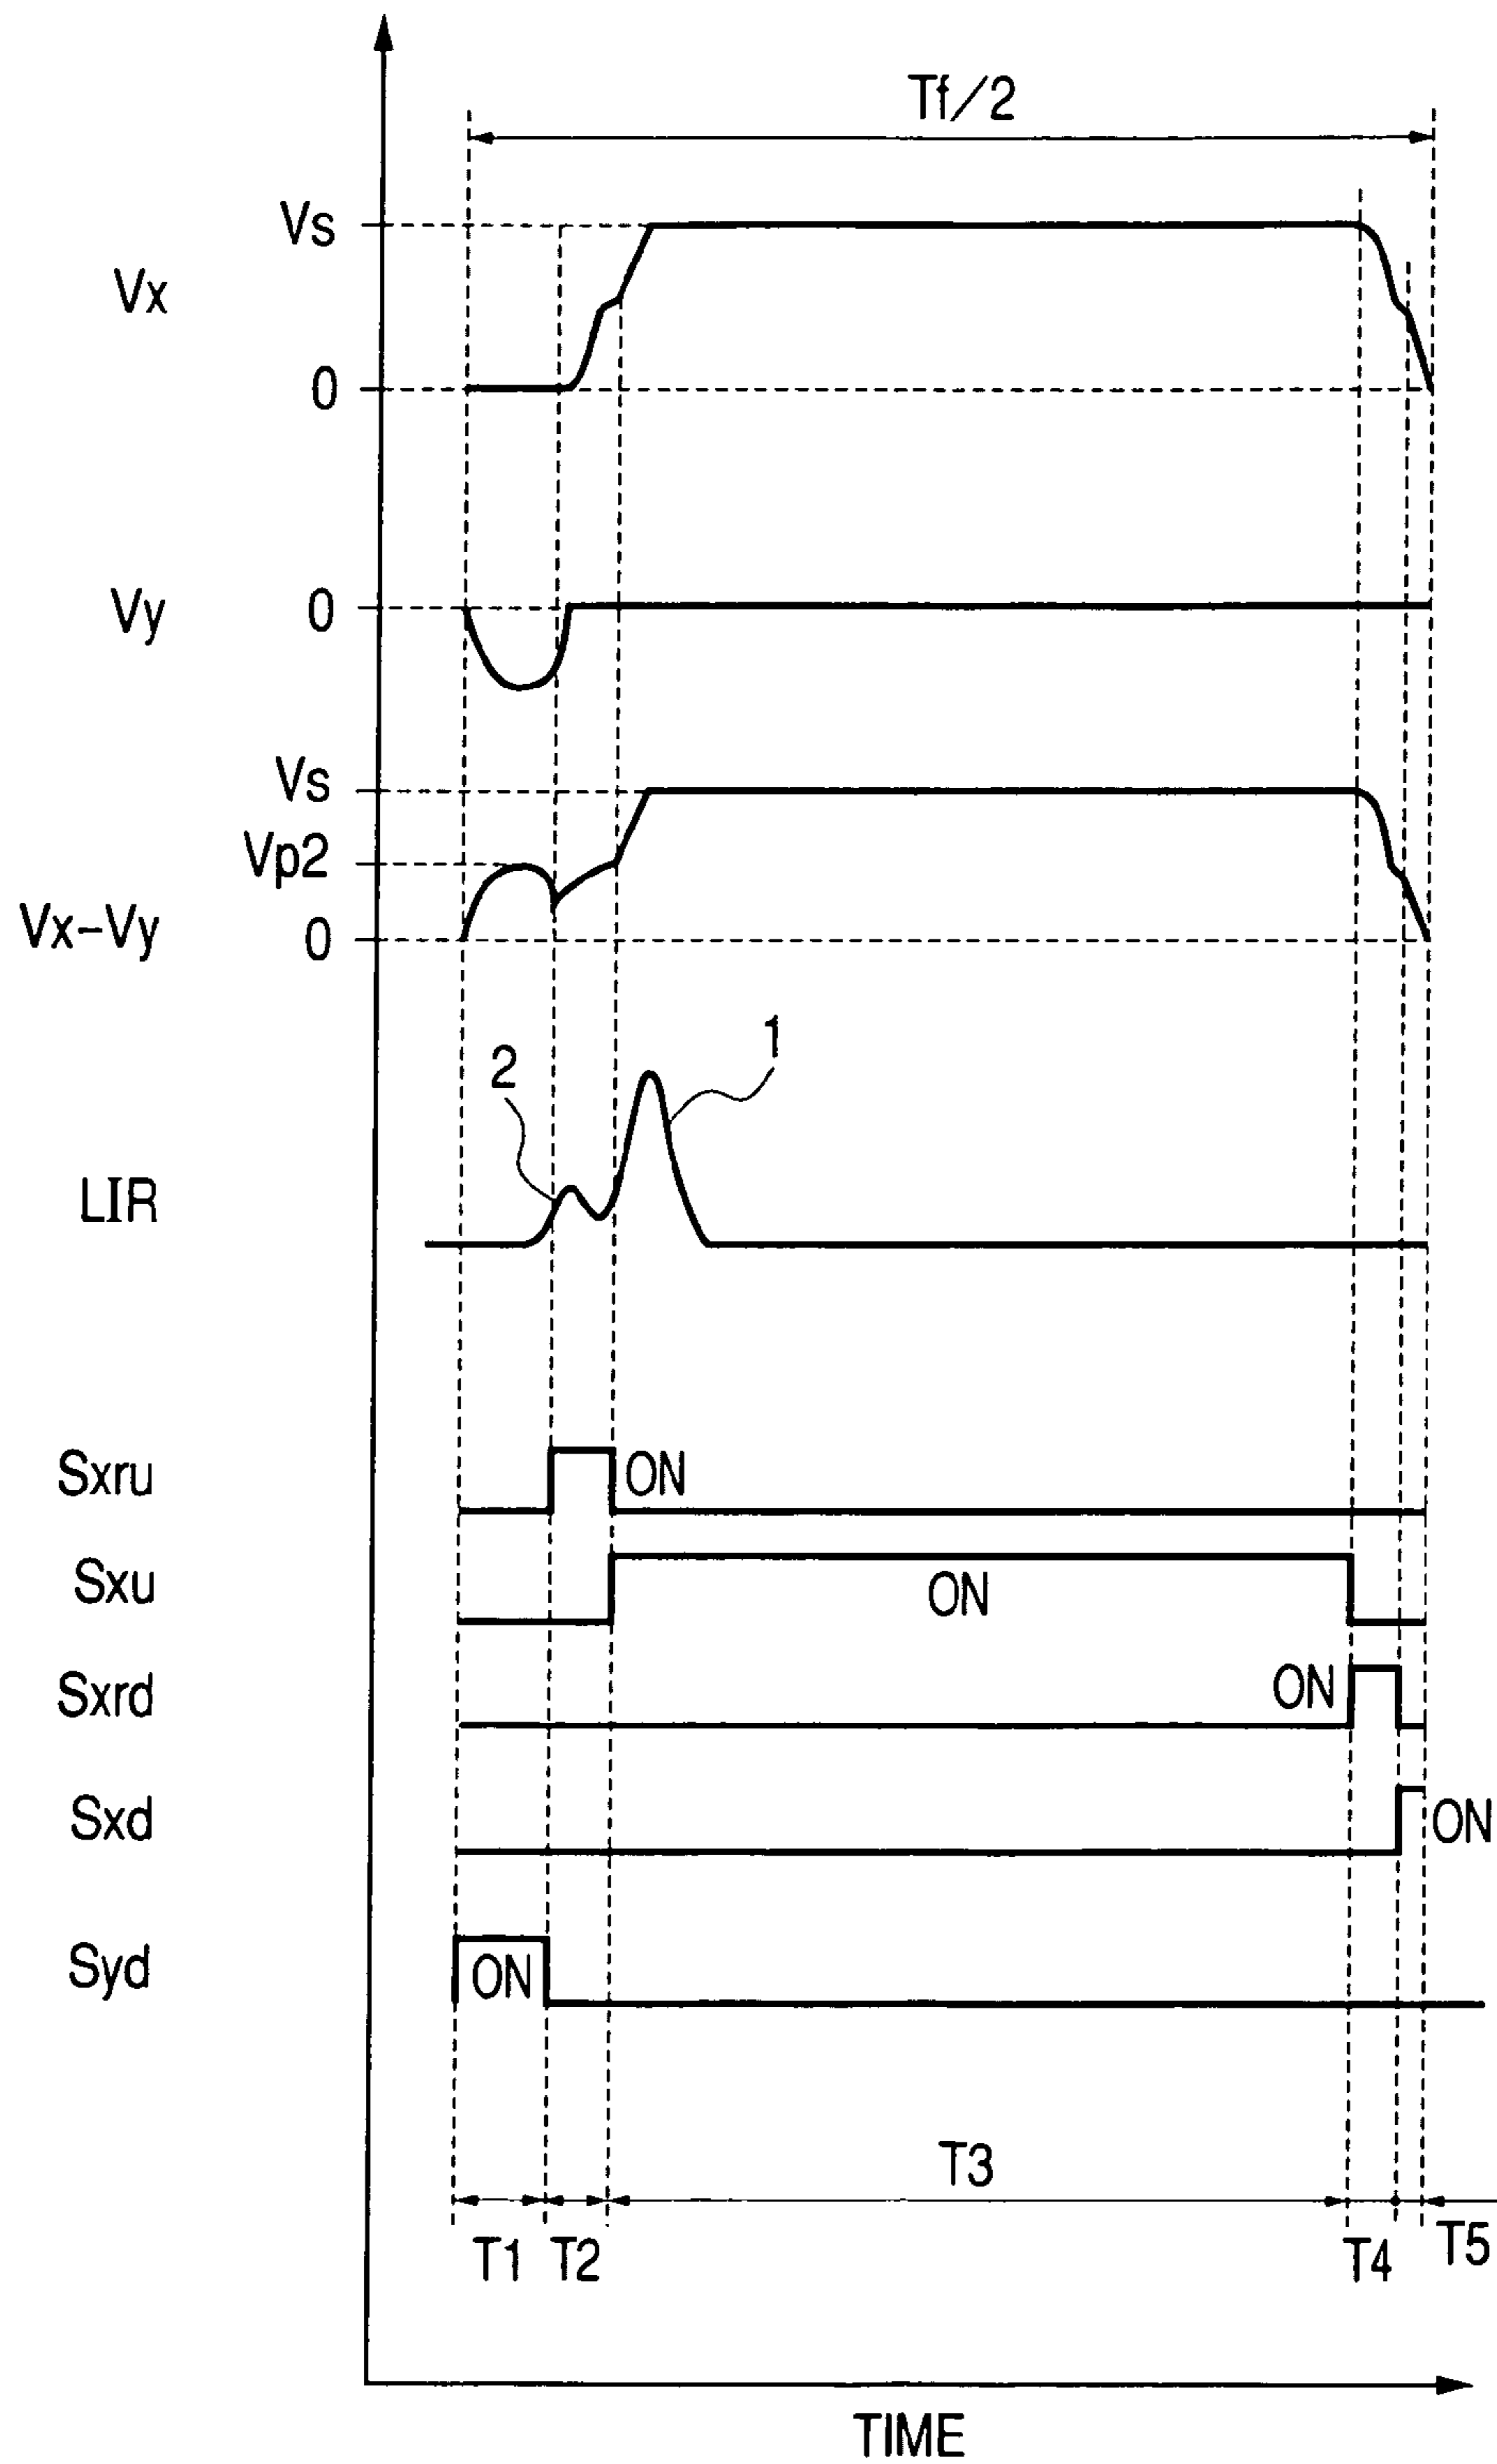 Tf/2
Vs
Vx
0
Vy
0
Vs
Vp2
Vx-Vy
0
2
1
LIR
Sxru
ON
Sxu
ON
Sxrd
ON
Sxd
ON
Syd
ON
T3
T1
T2
T4
T5
TIME